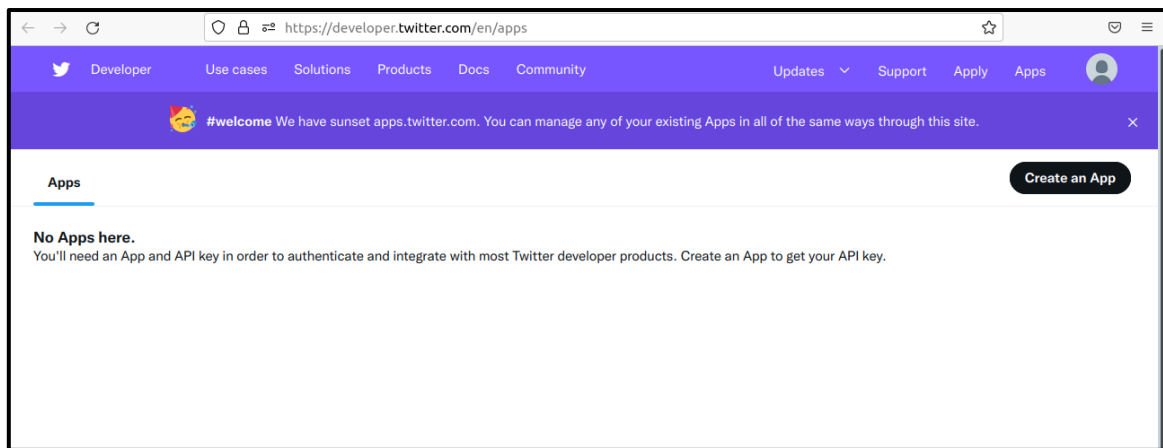 https://developer.twitter.com/en/apps
Developer Use cases Solutions Products Docs Community Updates Support Apply Apps
#welcome We have sunset apps.twitter.com. You can manage any of your existing Apps in all of the same ways through this site.
Apps
Create an App
No Apps here.
You'll need an App and API key in order to authenticate and integrate with most Twitter developer products. Create an App to get your API key.